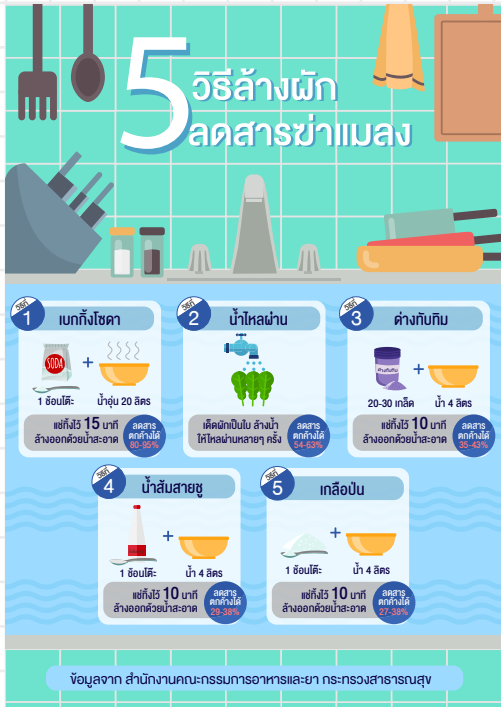 5 วิธีล้างผัก
ลดสารฆ่าแมลง
วิธีที่ 1
เบกกิ้งโซดา
SODA
+
1 ช้อนโต๊ะ
น้ำอุ่น 20 ลิตร
แช่ทิ้งไว้ 15 นาที
ล้างออกด้วยน้ำสะอาด
ลดสาร
ตกค้างได้
80-95%
วิธีที่ 2
น้ำไหลผ่าน
เด็ดผักเป็นใบ ล้างน้ำ
ให้ไหลผ่านหลายๆ ครั้ง
ลดสาร
ตกค้างได้
54-63%
วิธีที่ 3
ด่างทับทิม
ด่างทับทิม
+
20-30 เกล็ด
น้ำ 4 ลิตร
แช่ทิ้งไว้ 10 นาที
ล้างออกด้วยน้ำสะอาด
ลดสาร
ตกค้างได้
35-43%
วิธีที่ 4
น้ำส้มสายชู
+
1 ช้อนโต๊ะ
น้ำ 4 ลิตร
แช่ทิ้งไว้ 10 นาที
ล้างออกด้วยน้ำสะอาด
ลดสาร
ตกค้างได้
29-38%
วิธีที่ 5
เกลือป่น
+
1 ช้อนโต๊ะ
น้ำ 4 ลิตร
แช่ทิ้งไว้ 10 นาที
ล้างออกด้วยน้ำสะอาด
ลดสาร
ตกค้างได้
27-38%
ข้อมูลจาก สำนักงานคณะกรรมการอาหารและยา กระทรวงสาธารณสุข